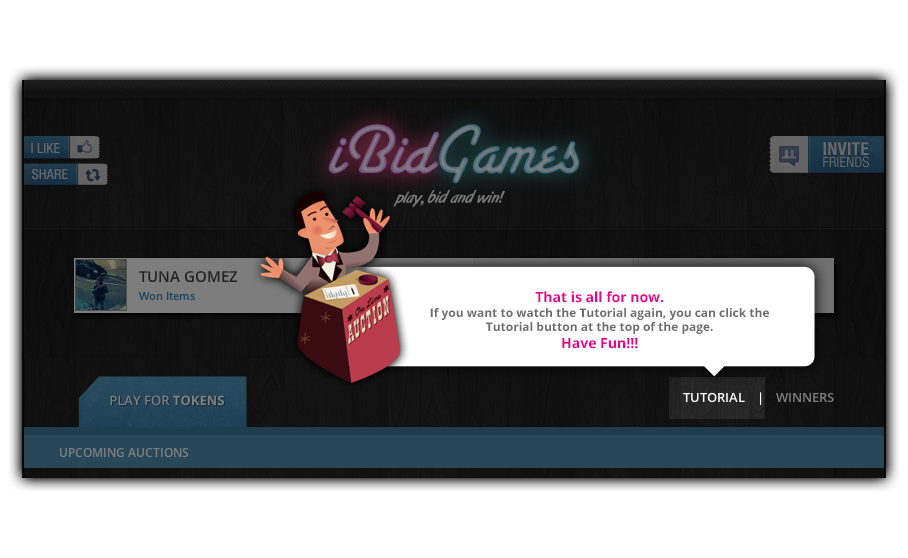 I LIKE
SHARE
iBidGames
play, bid and win!
INVITE
FRIENDS
TUNA GOMEZ
Won Items
On Line
AUCTION
That is all for now.
If you want to watch the Tutorial again, you can click the
Tutorial button at the top of the page.
Have Fun!!!
PLAY FOR TOKENS
TUTORIAL | WINNERS
UPCOMING AUCTIONS